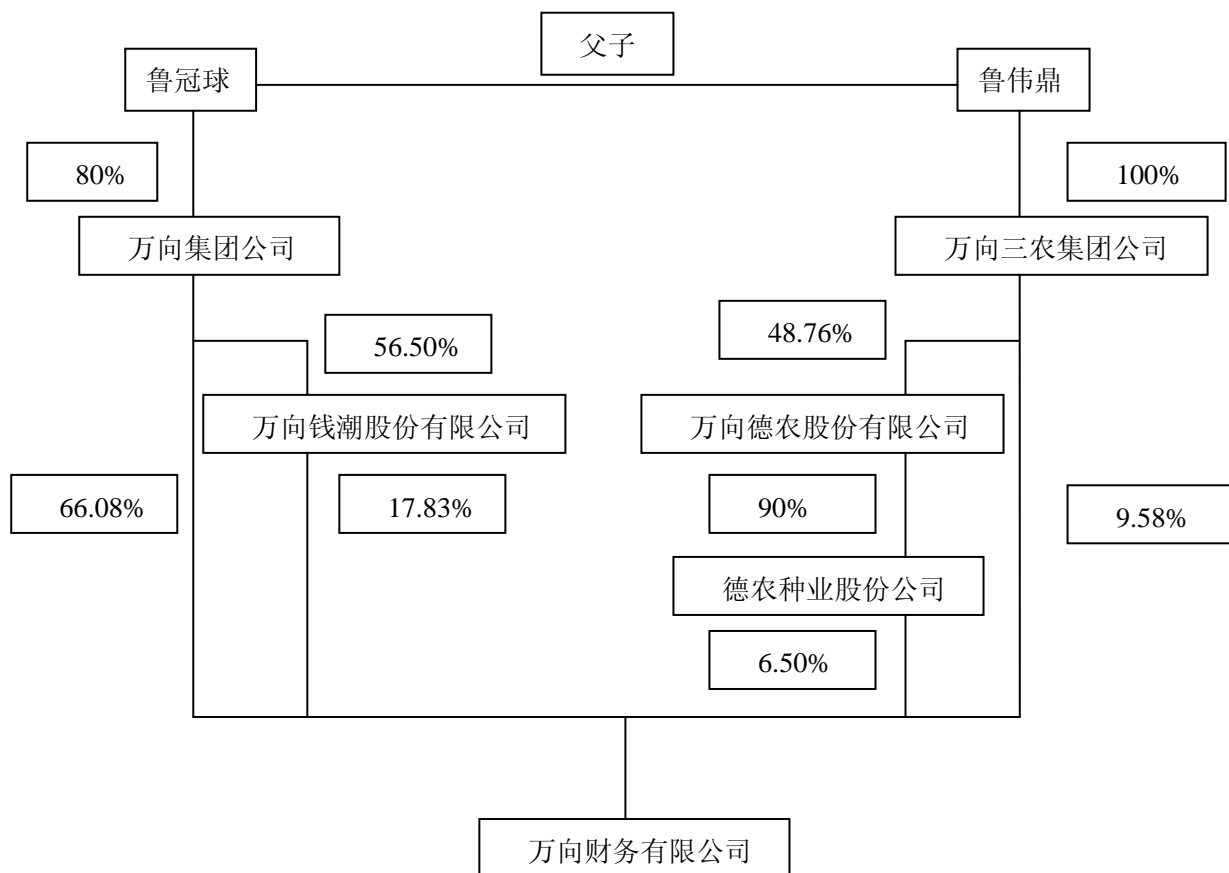 父子
鲁冠球
鲁伟鼎
80%
100%
万向集团公司
万向三农集团公司
56.50%
48.76%
万向钱潮股份有限公司
万向德农股份有限公司
66.08%
17.83%
90%
9.58%
德农种业股份公司
6.50%
万向财务有限公司